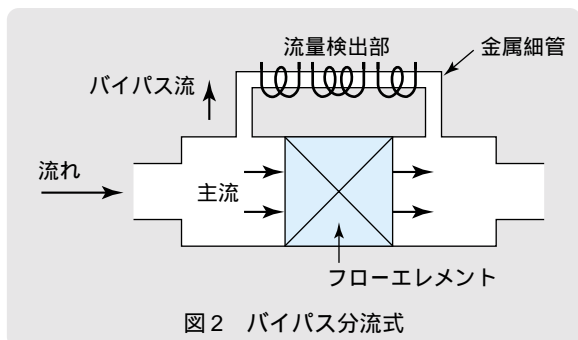 流量検出部
金属細管
バイパス流
流れ
主流
フローエレメント
図2 バイパス分流式